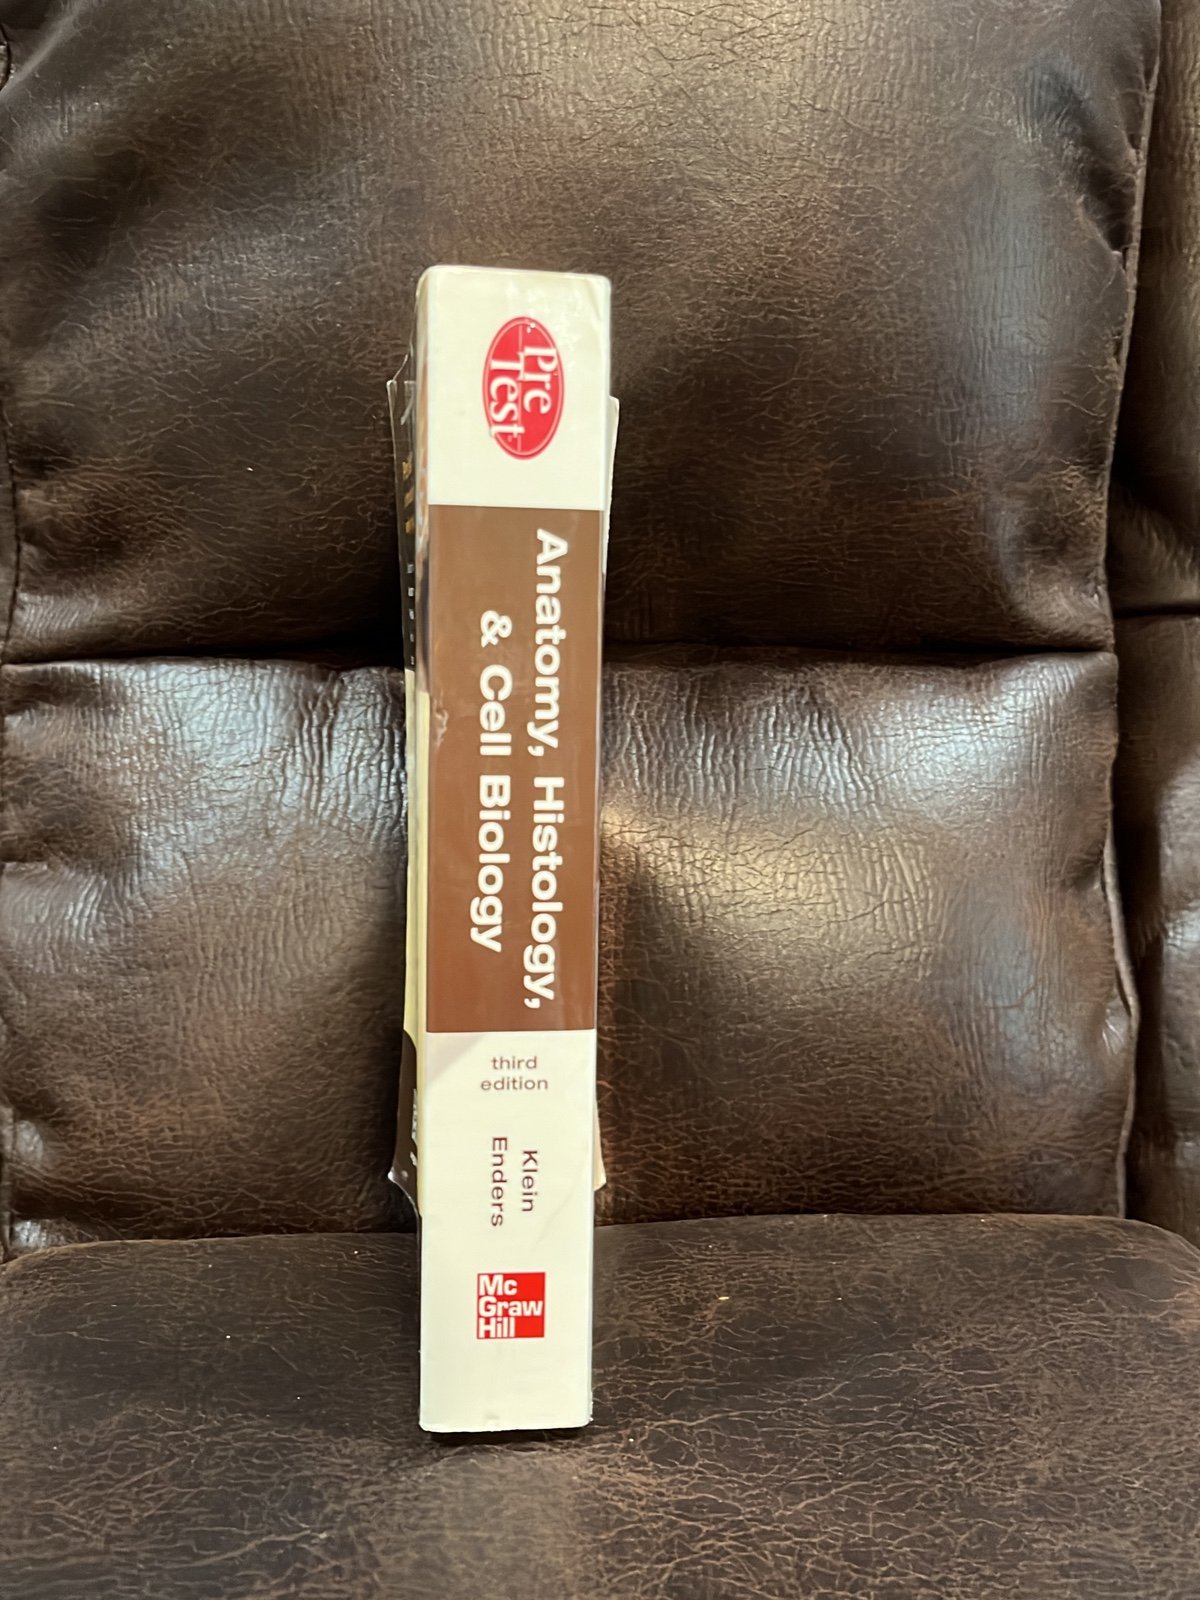 Pre
Test
Anatomy, Histology,
& Cell Biology
third
edition
Klein
Enders
Mc
Graw
Hill